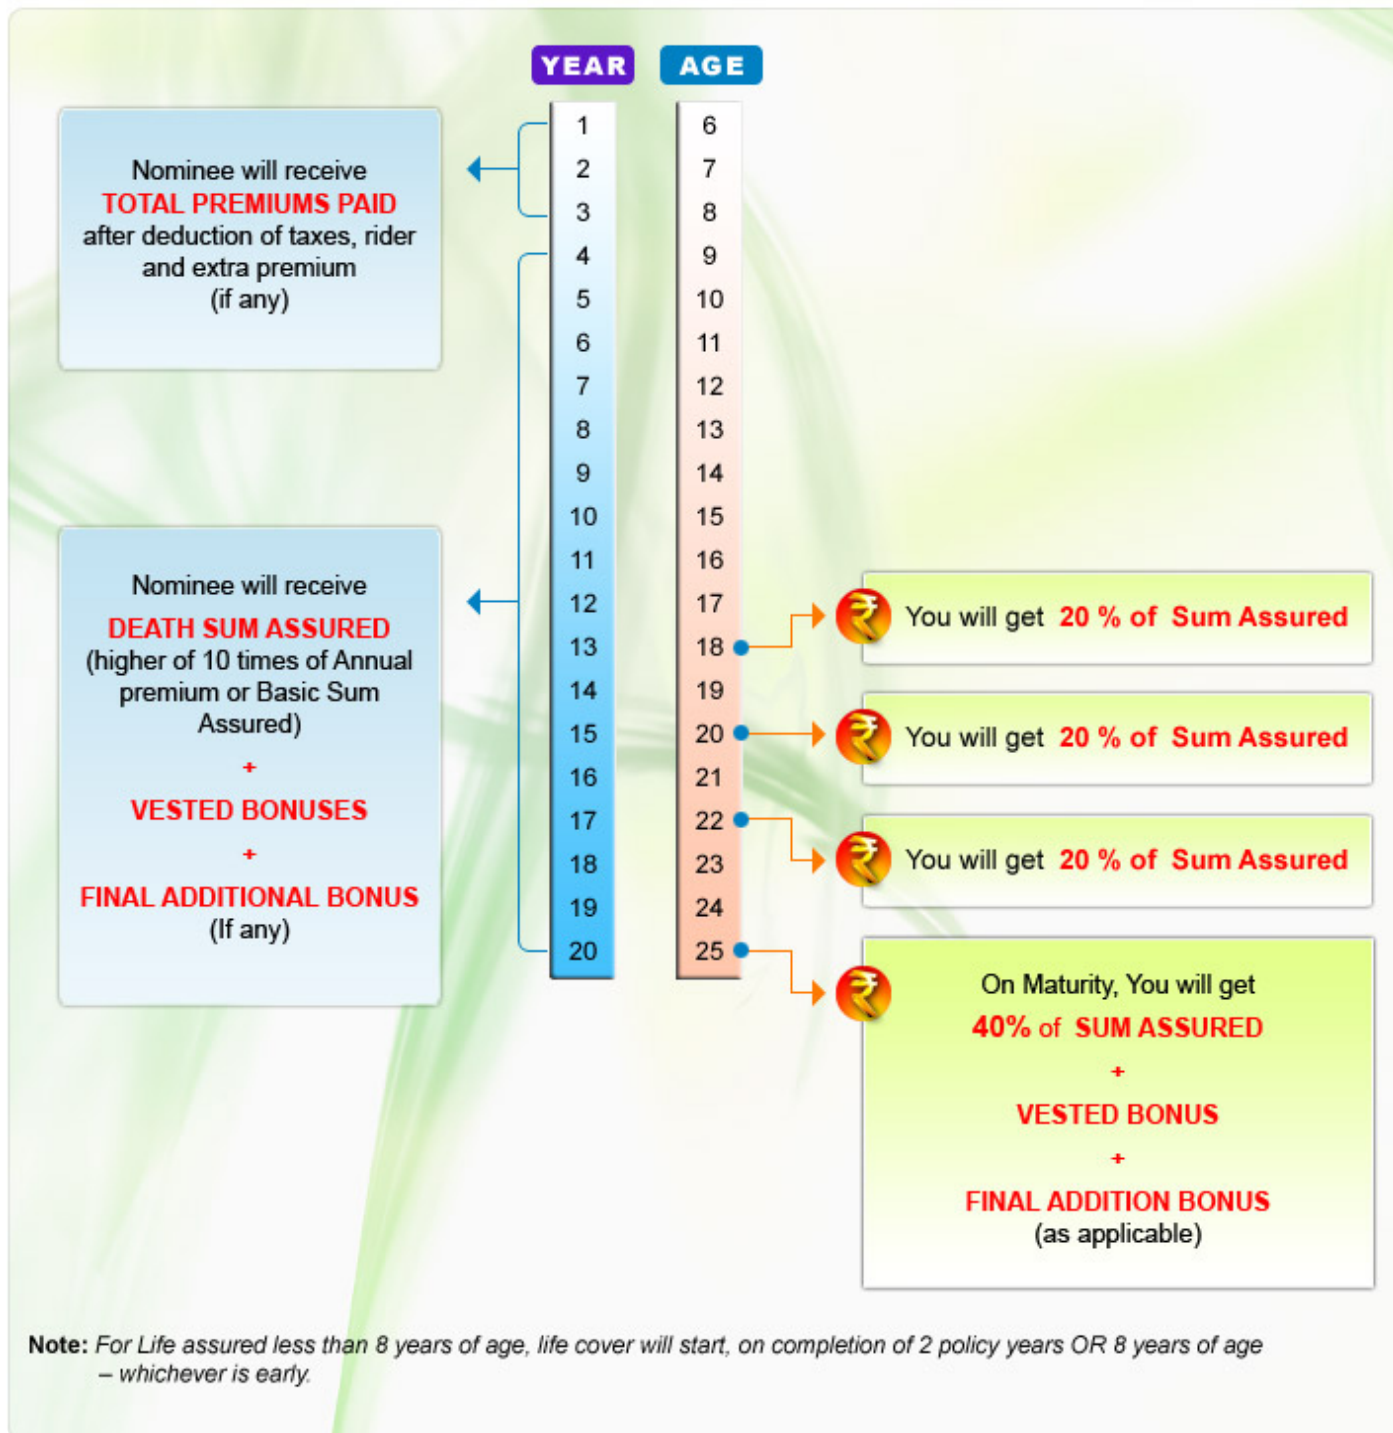 YEAR AGE
Nominee will receive
TOTAL PREMIUMS PAID
after deduction of taxes, rider
and extra premium
(if any)
Nominee will receive
DEATH SUM ASSURED
(higher of 10 times of Annual
premium or Basic Sum
Assured)
+
VESTED BONUSES
+
FINAL ADDITIONAL BONUS
(If any)
1 6
2 7
3 8
4 9
5 10
6 11
7 12
8 13
9 14
10 15
11 16
12 17
13 18
14 19
15 20
16 21
17 22
18 23
19 24
20 25
₹ You will get 20 % of Sum Assured
₹ You will get 20 % of Sum Assured
₹ You will get 20 % of Sum Assured
₹ On Maturity, You will get
40% of SUM ASSURED
+
VESTED BONUS
+
FINAL ADDITION BONUS
(as applicable)
Note: For Life assured less than 8 years of age, life cover will start, on completion of 2 policy years OR 8 years of age
– whichever is early.